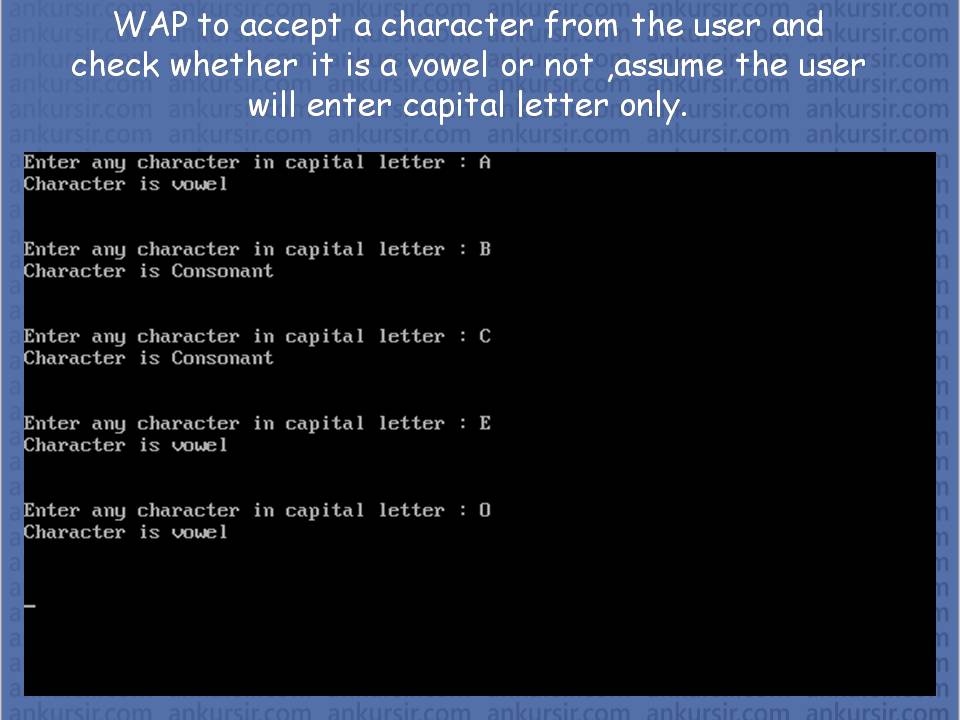 WAP to accept a character from the user and
check whether it is a vowel or not ,assume the user
will enter capital letter only.
Enter any character in capital letter : A
Character is vowel
Enter any character in capital letter : B
Character is Consonant
Enter any character in capital letter : C
Character is Consonant
Enter any character in capital letter : E
Character is vowel
Enter any character in capital letter : O
Character is vowel
_
ankursir.com